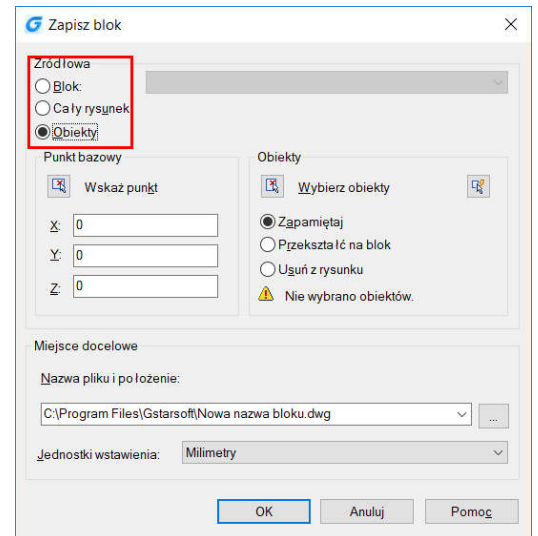 Zapisz blok
Źródłowa
Blok:
Cały rysunek
Obiekty
Punkt bazowy
Wskaż punkt
X: 0
Y: 0
Z: 0
Obiekty
Wybierz obiekty
Zapamiętaj
Przekształć na blok
Usuń z rysunku
Nie wybrano obiektów.
Miejsce docelowe
Nazwa pliku i położenie:
C:\Program Files\Gstarsoft\Nowa nazwa bloku.dwg
...
Jednostki wstawienia: Milimetry
OK Anuluj Pomoc